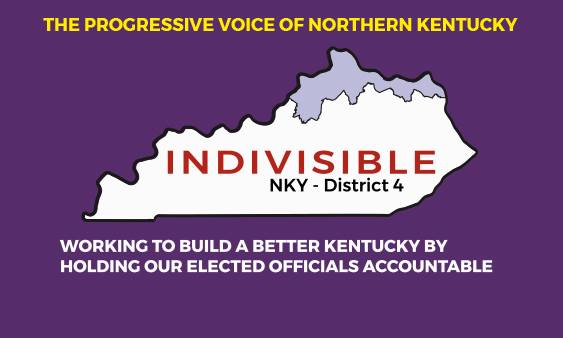 THE PROGRESSIVE VOICE OF NORTHERN KENTUCKY
INDIVISIBLE
NKY - District 4
WORKING TO BUILD A BETTER KENTUCKY BY
HOLDING OUR ELECTED OFFICIALS ACCOUNTABLE